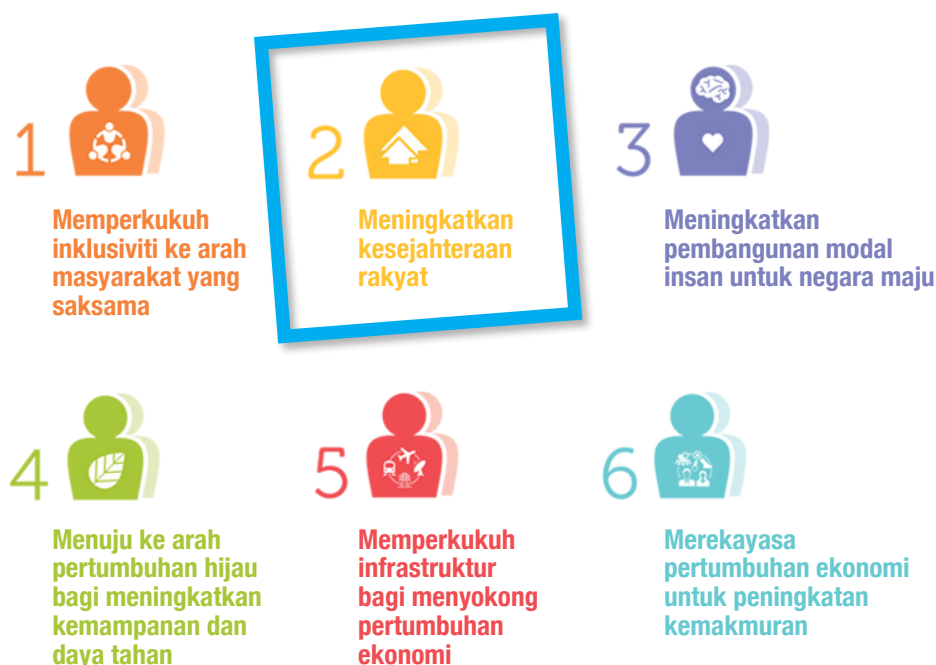 1
Memperkukuh
inklusiviti ke arah
masyarakat yang
saksama
2
Meningkatkan
kesejahteraan
rakyat
3
Meningkatkan
pembangunan modal
insan untuk negara maju
4
Menuju ke arah
pertumbuhan hijau
bagi meningkatkan
kemampanan dan
daya tahan
5
Memperkukuh
infrastruktur
bagi menyokong
pertumbuhan
ekonomi
6
Merekayasa
pertumbuhan ekonomi
untuk peningkatan
kemakmuran